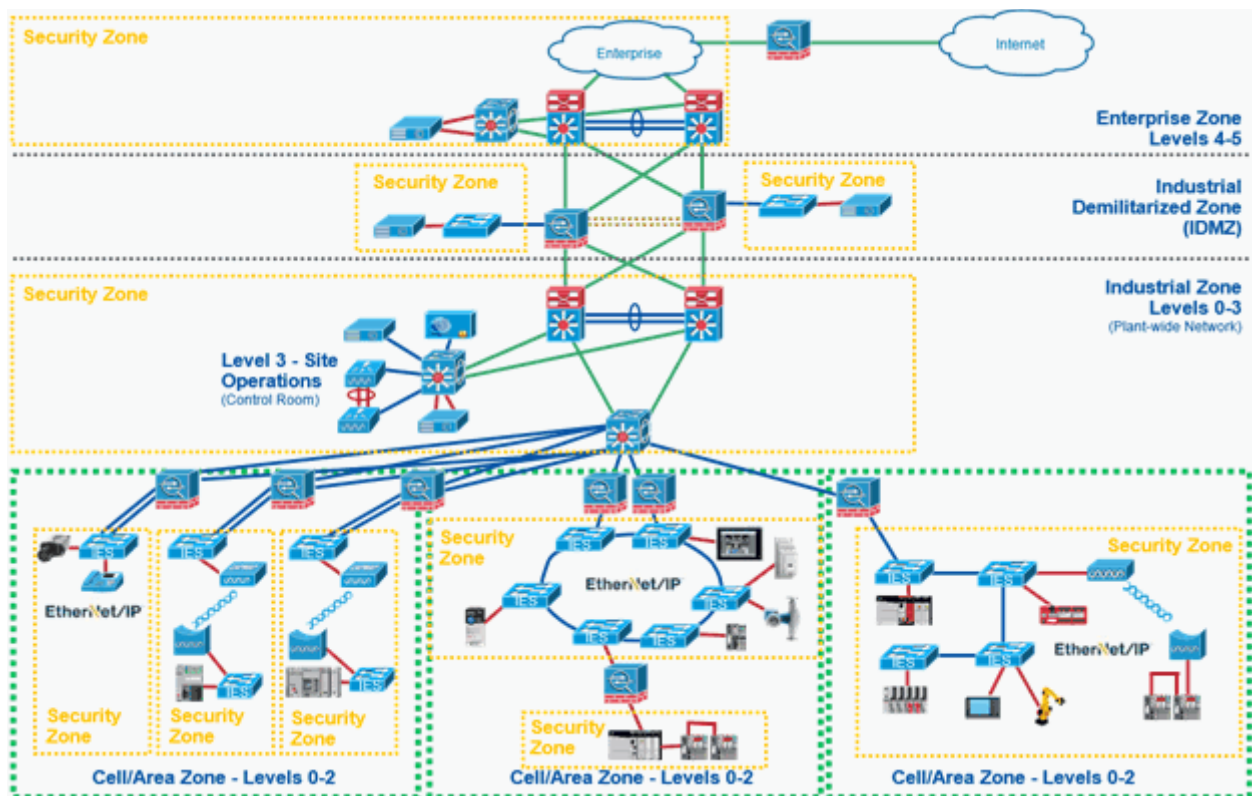 Security Zone
Enterprise
Internet
Enterprise Zone
Levels 4-5
Security Zone
Security Zone
Industrial
Demilitarized Zone
(IDMZ)
Security Zone
Industrial Zone
Levels 0-3
(Plant-wide Network)
Level 3 - Site
Operations
(Control Room)
IES
IES
IES
EtherNet/IP
Security
Zone
IES
Security
Zone
IES
Security
Zone
Cell/Area Zone - Levels 0-2
Security
Zone
IES
IES
EtherNet/IP
IES
IES
IES
IES
Security
Zone
Cell/Area Zone - Levels 0-2
Security Zone
IES
IES
EtherNet/IP
IES
IES
Cell/Area Zone - Levels 0-2